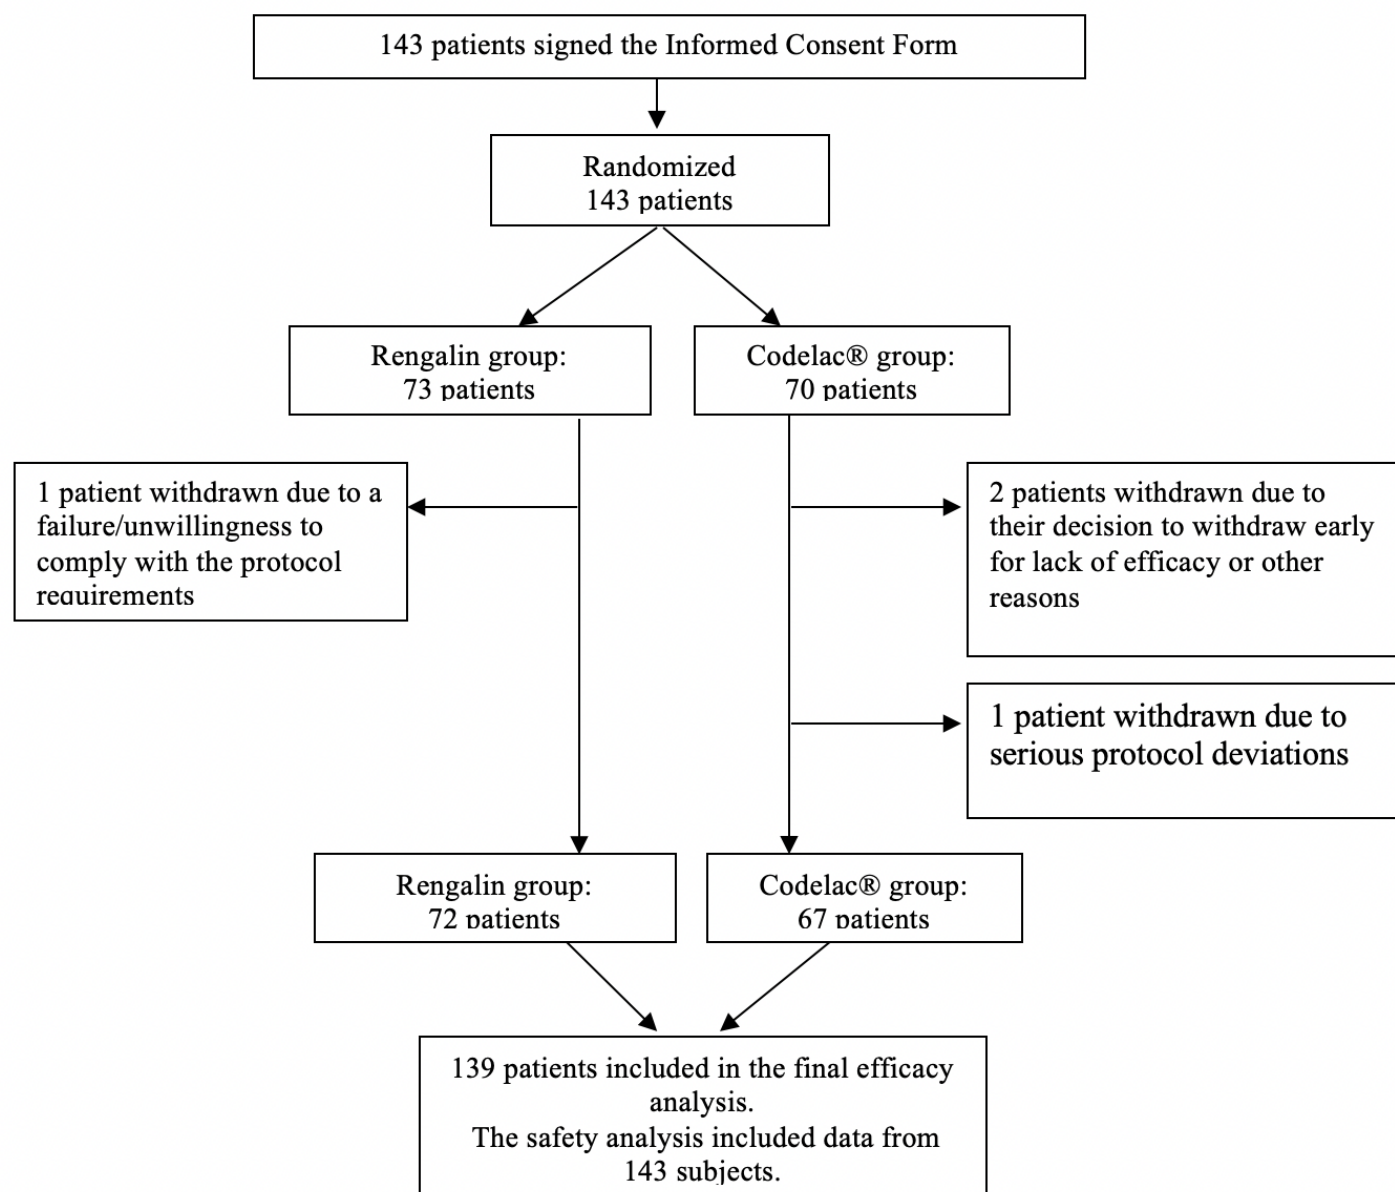 143 patients signed the Informed Consent Form
Randomized
143 patients
Rengalin group:
73 patients
Codelac® group:
70 patients
1 patient withdrawn due to a
failure/unwillingness to
comply with the protocol
requirements
2 patients withdrawn due to
their decision to withdraw early
for lack of efficacy or other
reasons
1 patient withdrawn due to
serious protocol deviations
Rengalin group:
72 patients
Codelac® group:
67 patients
139 patients included in the final efficacy
analysis.
The safety analysis included data from
143 subjects.